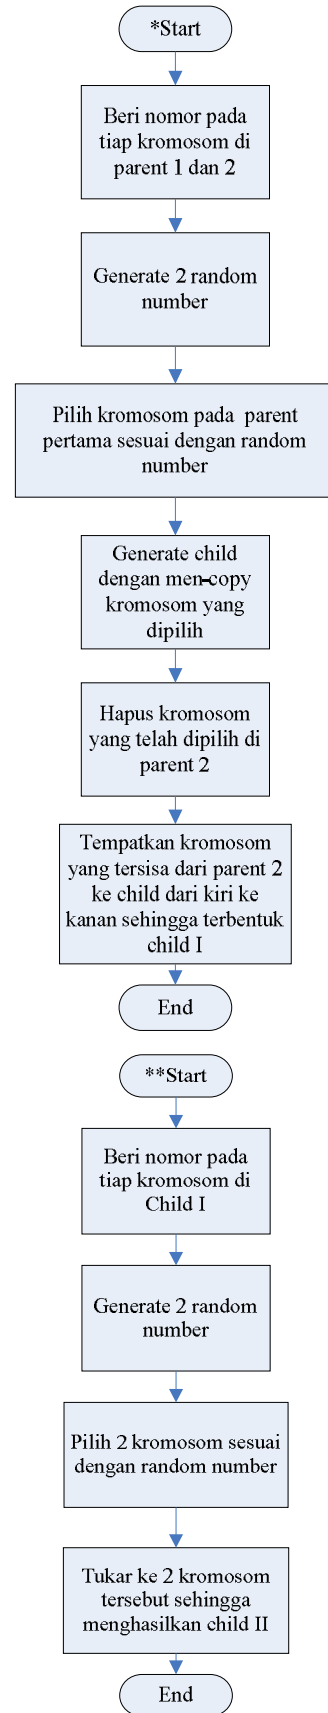 *Start
Beri nomor pada
tiap kromosom di
parent 1 dan 2
Generate 2 random
number
Pilih kromosom pada parent
pertama sesuai dengan random
number
Generate child
dengan men-copy
kromosom yang
dipilih
Hapus kromosom
yang telah dipilih di
parent 2
Tempatkan kromosom
yang tersisa dari parent 2
ke child dari kiri ke
kanan sehingga terbentuk
child I
End
**Start
Beri nomor pada
tiap kromosom di
Child I
Generate 2 random
number
Pilih 2 kromosom sesuai
dengan random number
Tukar ke 2 kromosom
tersebut sehingga
menghasilkan child II
End